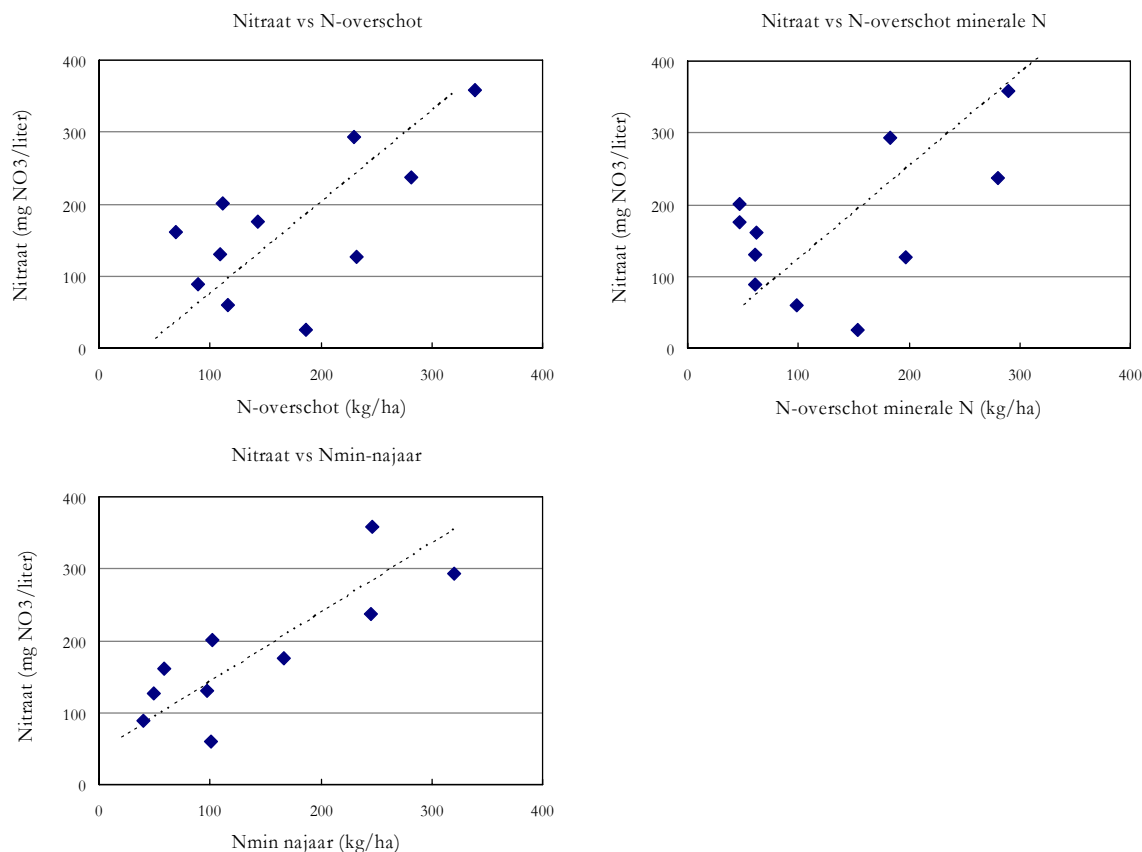 Nitraat vs N-overschot
400
300
200
100
0
Nitraat (mg NO3/liter)
0 100 200 300 400
N-overschot (kg/ha)
Nitraat vs N-overschot minerale N
400
300
200
100
0
Nitraat (mg NO3/liter)
0 100 200 300 400
N-overschot minerale N (kg/ha)
Nitraat vs Nmin-najaar
400
300
200
100
0
Nitraat (mg NO3/liter)
0 100 200 300 400
Nmin najaar (kg/ha)